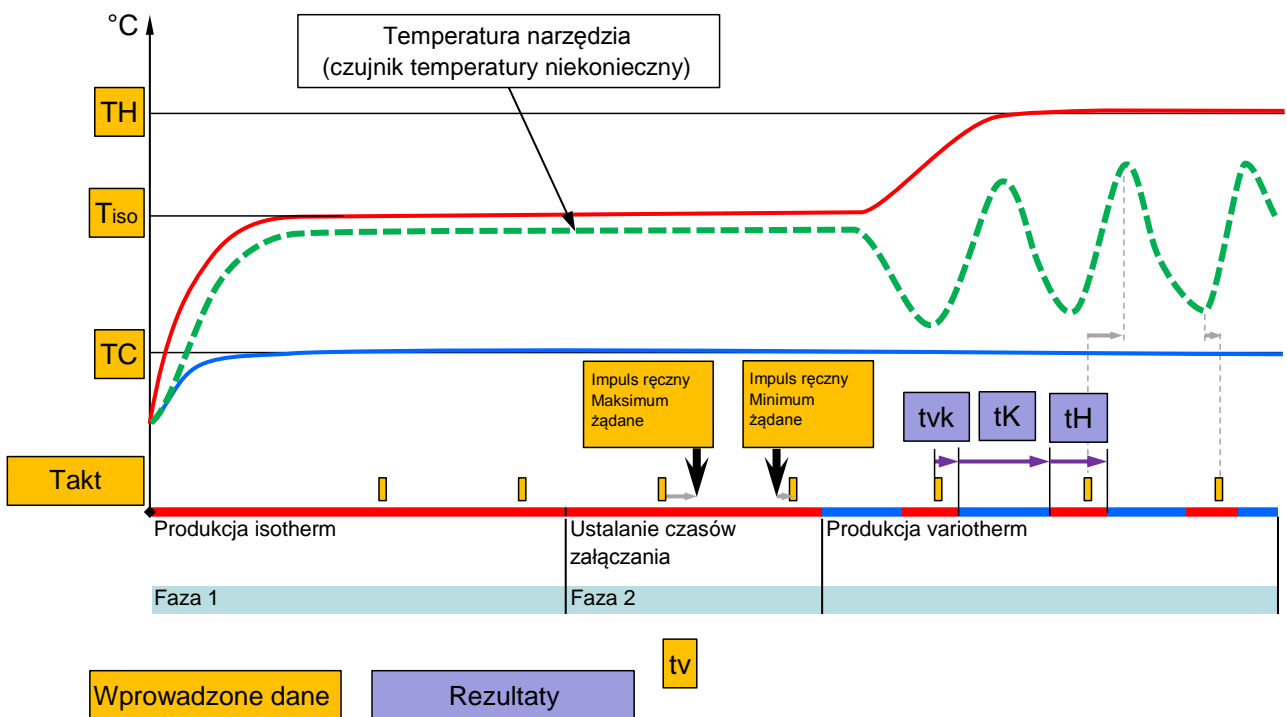 °C
Temperatura narzędzia
(czujnik temperatury niekonieczny)
TH
Tiso
TC
Impuls ręczny
Maksimum
żądane
Impuls ręczny
Minimum
żądane
tvk
tK
tH
Takt
Produkcja isotherm
Ustalanie czasów
załączania
Produkcja variotherm
Faza 1
Faza 2
tv
Wprowadzone dane
Rezultaty